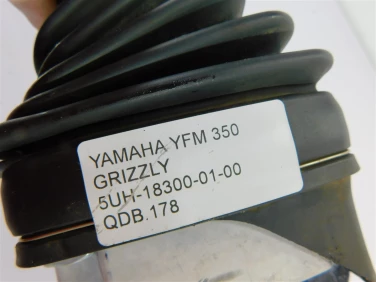 YAMAHA YFM 350
GRIZZLY
5UH-18300-01-00
QDB.178